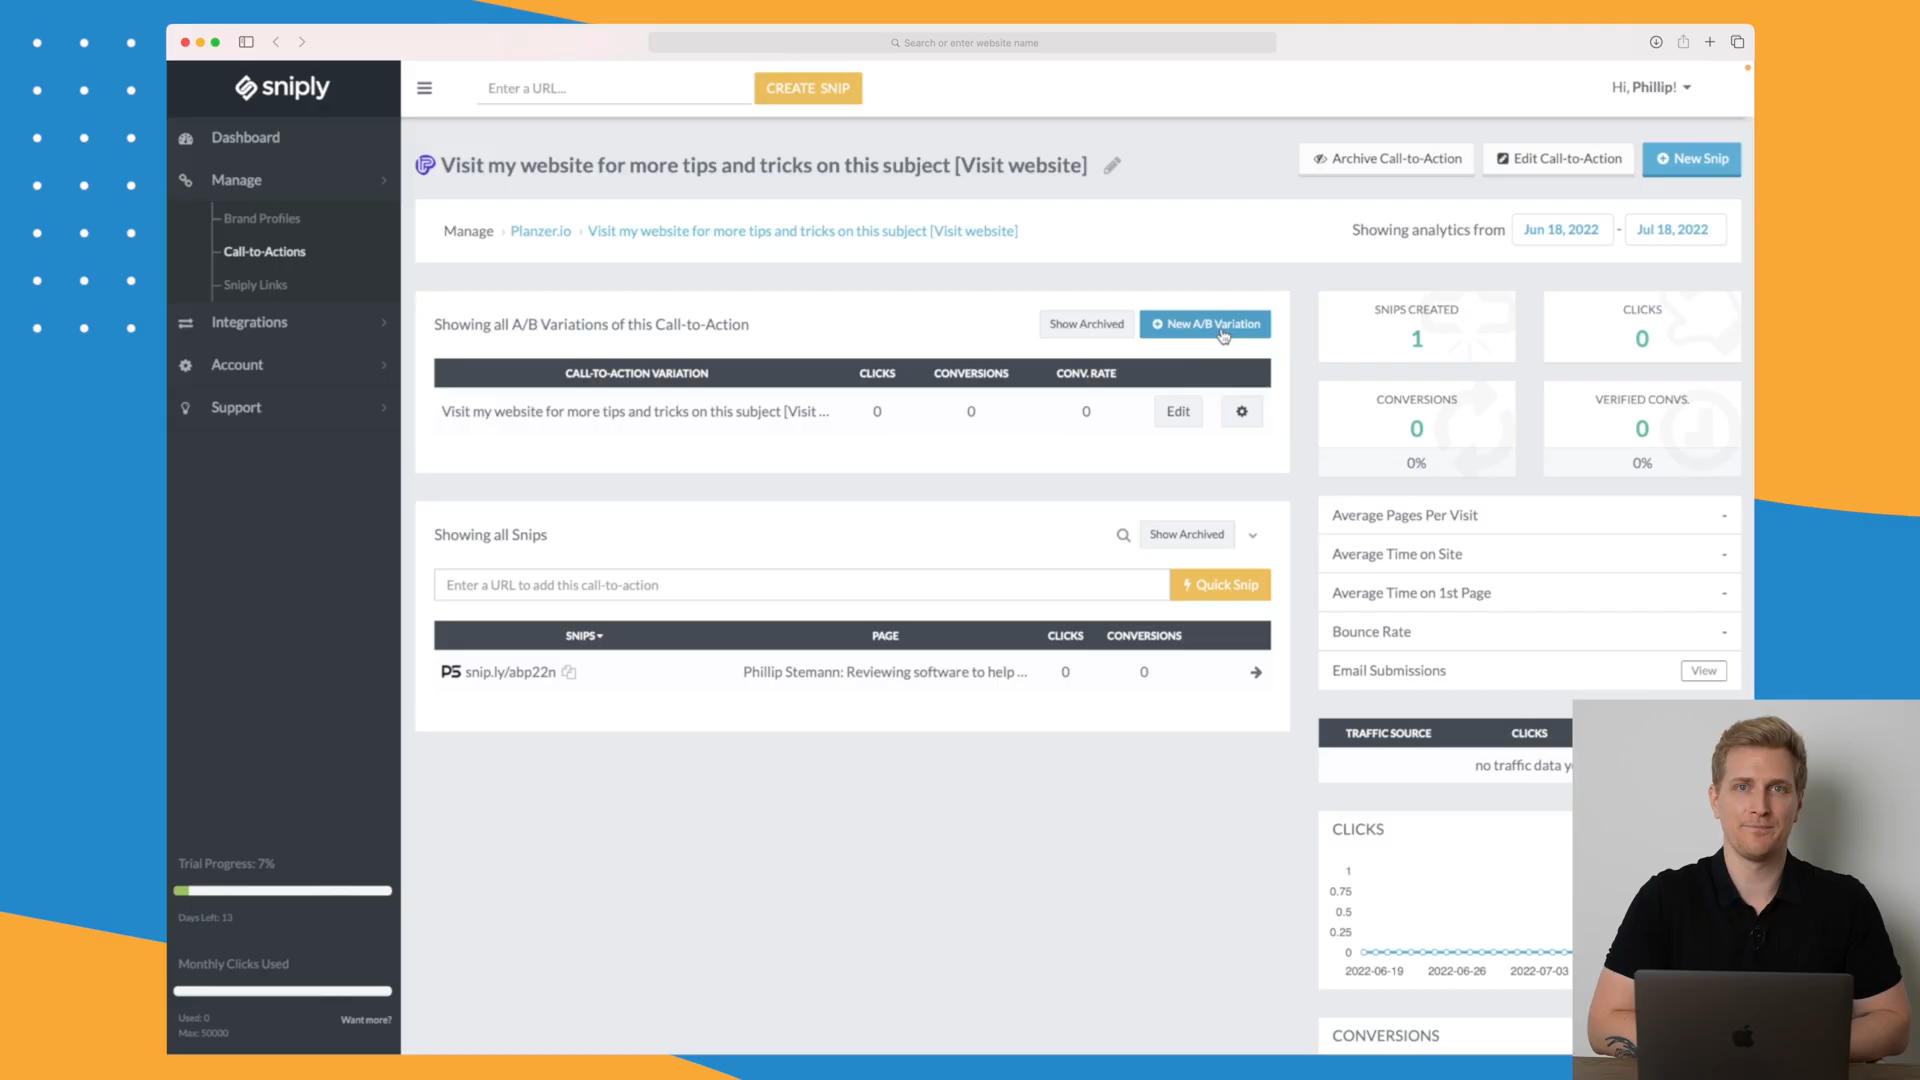 Search or enter website name
sniply
Enter a URL...
CREATE SNIP
Hi, Phillip!
Dashboard
Manage
Brand Profiles
Call-to-Actions
Sniply Links
Integrations
Account
Support
Trial Progress: 7%
Days Left: 13
Monthly Clicks Used
Used: 0
Max: 50000
Want more?
Visit my website for more tips and tricks on this subject [Visit website]
Archive Call-to-Action
Edit Call-to-Action
New Snip
Manage › Planzer.io › Visit my website for more tips and tricks on this subject [Visit website]
Showing analytics from Jun 18, 2022 - Jul 18, 2022
Showing all A/B Variations of this Call-to-Action
Show Archived
New A/B Variation
CALL-TO-ACTION VARIATION CLICKS CONVERSIONS CONV. RATE
Visit my website for more tips and tricks on this subject [Visit ... 0 0 0 Edit
Showing all Snips
Show Archived
Enter a URL to add this call-to-action
Quick Snip
SNIPS PAGE CLICKS CONVERSIONS
PS snip.ly/abp22n Phillip Stemann: Reviewing software to help ... 0 0
SNIPS CREATED
1
CLICKS
0
CONVERSIONS
0
0%
VERIFIED CONVS.
0
0%
Average Pages Per Visit -
Average Time on Site -
Average Time on 1st Page -
Bounce Rate -
Email Submissions View
TRAFFIC SOURCE CLICKS
no traffic data y
CLICKS
1
0.75
0.5
0.25
0
2022-06-19 2022-06-26 2022-07-03
CONVERSIONS